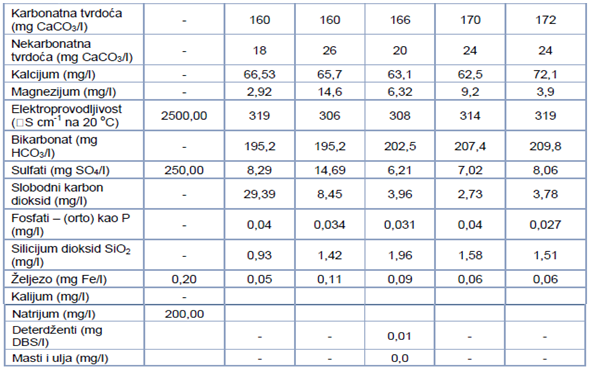 Karbonatna tvrdoća (mg CaCO₃/l) - 160 160 166 170 172
Nekarbonatna tvrdoća (mg CaCO₃/l) - 18 26 20 24 24
Kalcijum (mg/l) - 66,53 65,7 63,1 62,5 72,1
Magnezijum (mg/l) - 2,92 14,6 6,32 9,2 3,9
Elektroprovodljivost (□S cm⁻¹ na 20 ⁰C) 2500,00 319 306 308 314 319
Bikarbonat (mg HCO₃/l) - 195,2 195,2 202,5 207,4 209,8
Sulfati (mg SO₄/l) 250,00 8,29 14,69 6,21 7,02 8,06
Slobodni karbon dioksid (mg/l) - 29,39 8,45 3,96 2,73 3,78
Fosfati – (orto) kao P (mg/l) - 0,04 0,034 0,031 0,04 0,027
Silicijum dioksid SiO₂ (mg/l) - 0,93 1,42 1,96 1,58 1,51
Željezo (mg Fe/l) 0,20 0,05 0,11 0,09 0,06 0,06
Kalijum (mg/l) -
Natrijum (mg/l) 200,00
Deterdženti (mg DBS/l) - - 0,01 - -
Masti i ulja (mg/l) - - 0,0 - -